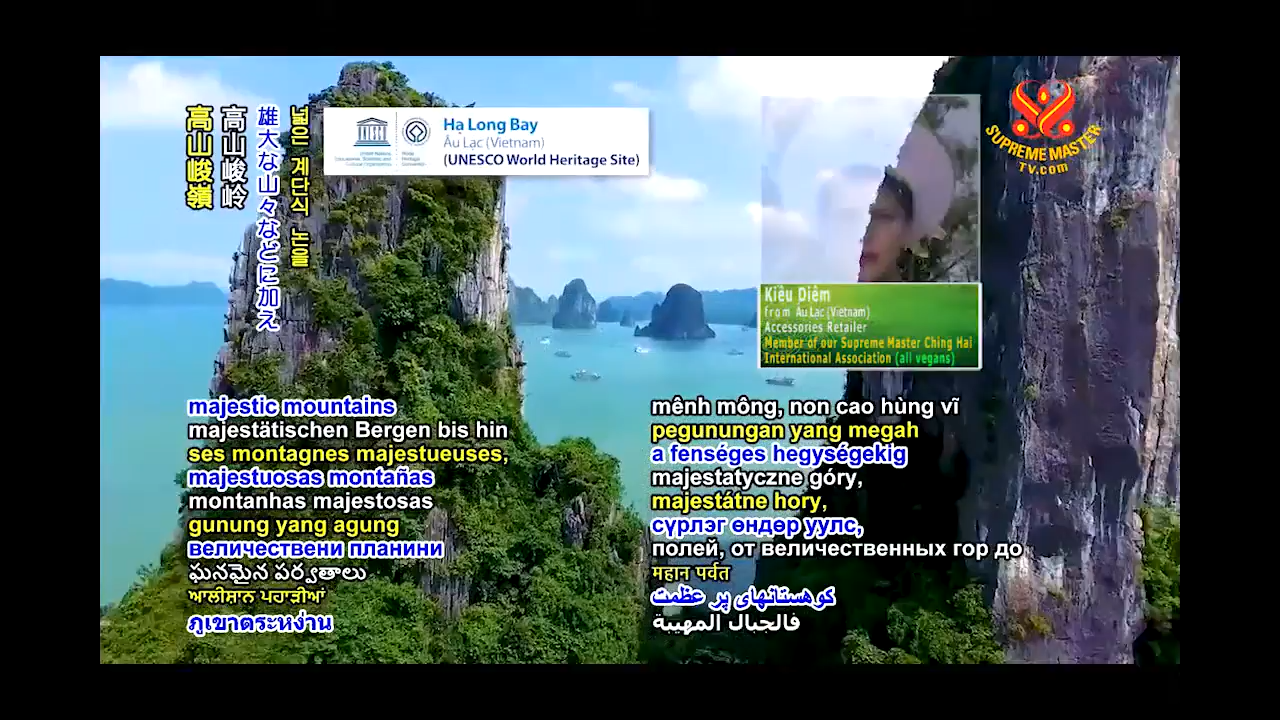 高山峻嶺
高山峻岭
雄大な山々などに加え
넓은 계단식 논을
Hạ Long Bay
Âu Lạc (Vietnam)
(UNESCO World Heritage Site)
SUPREME MASTER
TV.com
Kiều Diễm
from Âu Lạc (Vietnam)
Accessories Retailer
Member of our Supreme Master Ching Hai
International Association (all vegans)
majestic mountains
majestätischen Bergen bis hin
ses montagnes majestueuses,
majestuosas montañas
montanhas majestosas
gunung yang agung
величествени планини
ఘనమైన పర్వతాలు
ਆਲੀਸ਼ਾਨ ਪਹਾੜੀਆਂ
ภูเขาตระหง่าน
mênh mông, non cao hùng vĩ
pegunungan yang megah
a fenséges hegységekig
majestatyczne góry,
majestátne hory,
сүрлэг өндөр уулс,
полей, от величественных гор до
महान पर्वत
کوهستانهای پر عظمت
فالجبال المهيبة